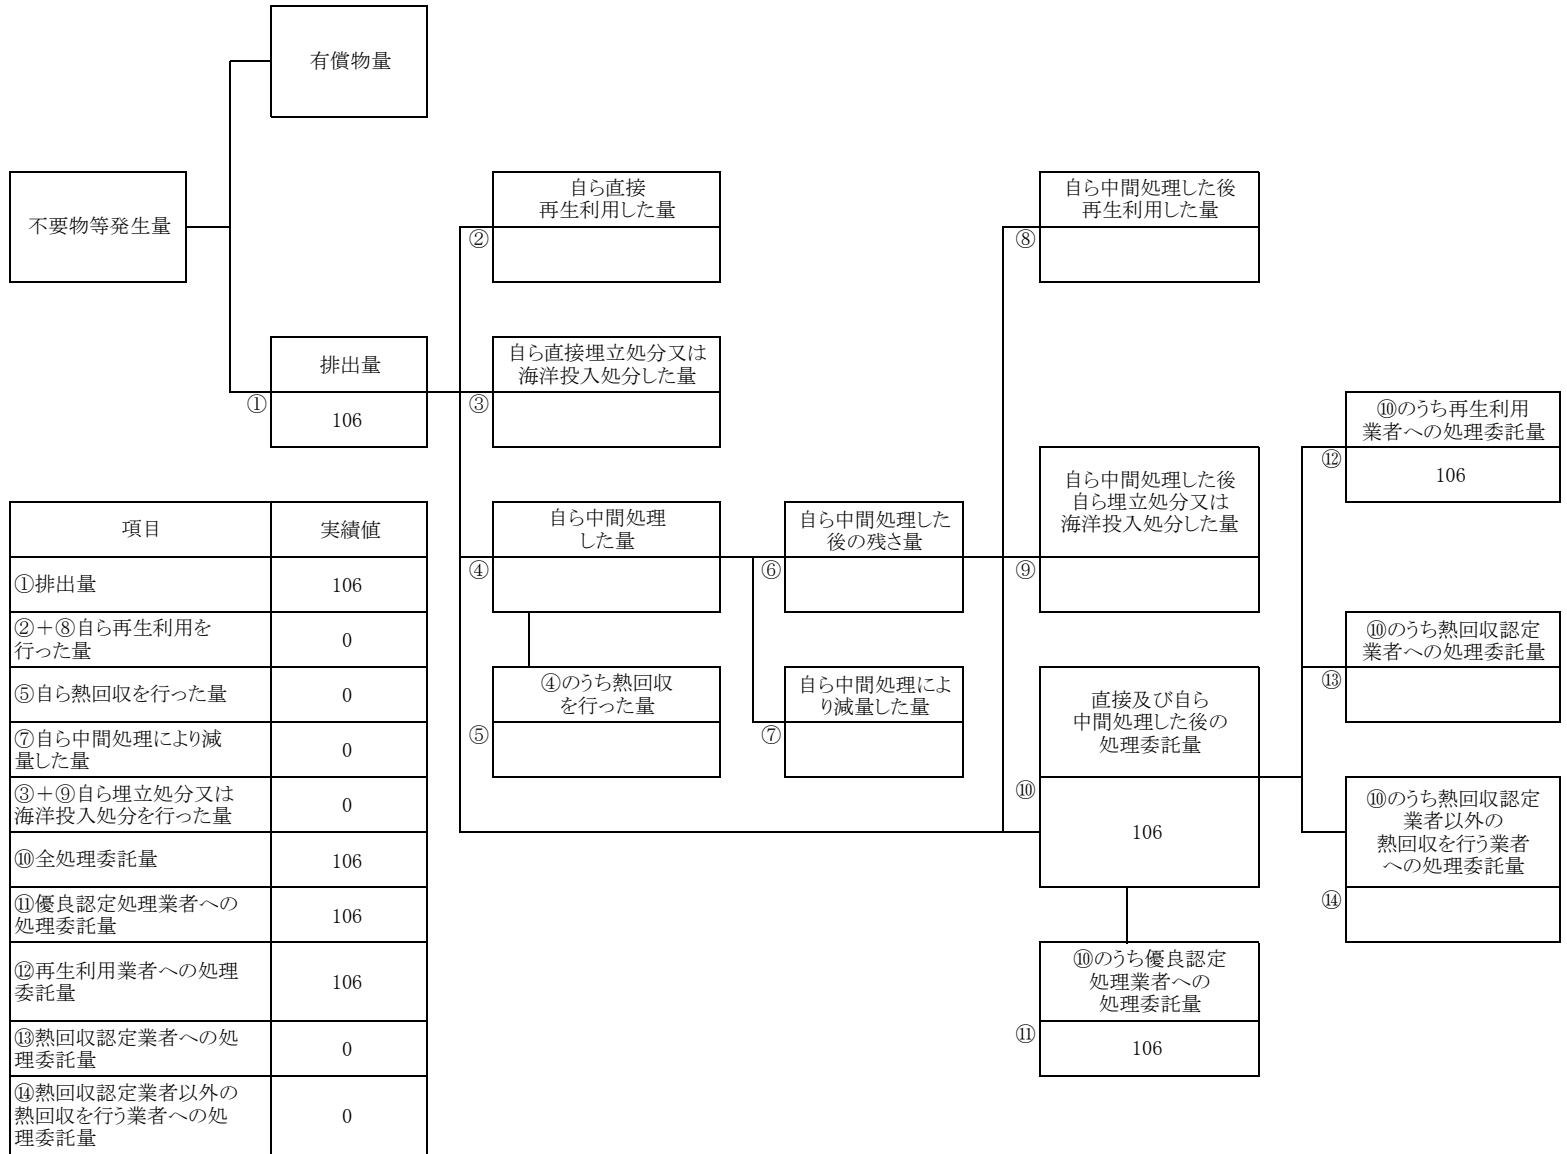 有償物量
不要物等発生量
自ら直接
再生利用した量
②
自ら中間処理した後
再生利用した量
⑧
排出量
①
106
自ら直接埋立処分又は
海洋投入処分した量
③
⑩のうち再生利用
業者への処理委託量
⑫
106
自ら中間処理した後
自ら埋立処分又は
海洋投入処分した量
⑨
自ら中間処理
した量
④
自ら中間処理した
後の残さ量
⑥
⑩のうち熱回収認定
業者への処理委託量
⑬
④のうち熱回収
を行った量
⑤
自ら中間処理によ
り減量した量
⑦
直接及び自ら
中間処理した後の
処理委託量
⑩
106
⑩のうち熱回収認定
業者以外の
熱回収を行う業者
への処理委託量
⑭
⑩のうち優良認定
処理業者への
処理委託量
⑪
106
項目 実績値
①排出量 106
②＋⑧自ら再生利用を
行った量 0
⑤自ら熱回収を行った量 0
⑦自ら中間処理により減
量した量 0
③＋⑨自ら埋立処分又は
海洋投入処分を行った量 0
⑩全処理委託量 106
⑪優良認定処理業者への
処理委託量 106
⑫再生利用業者への処理
委託量 106
⑬熱回収認定業者への処
理委託量 0
⑭熱回収認定業者以外の
熱回収を行う業者への処
理委託量 0